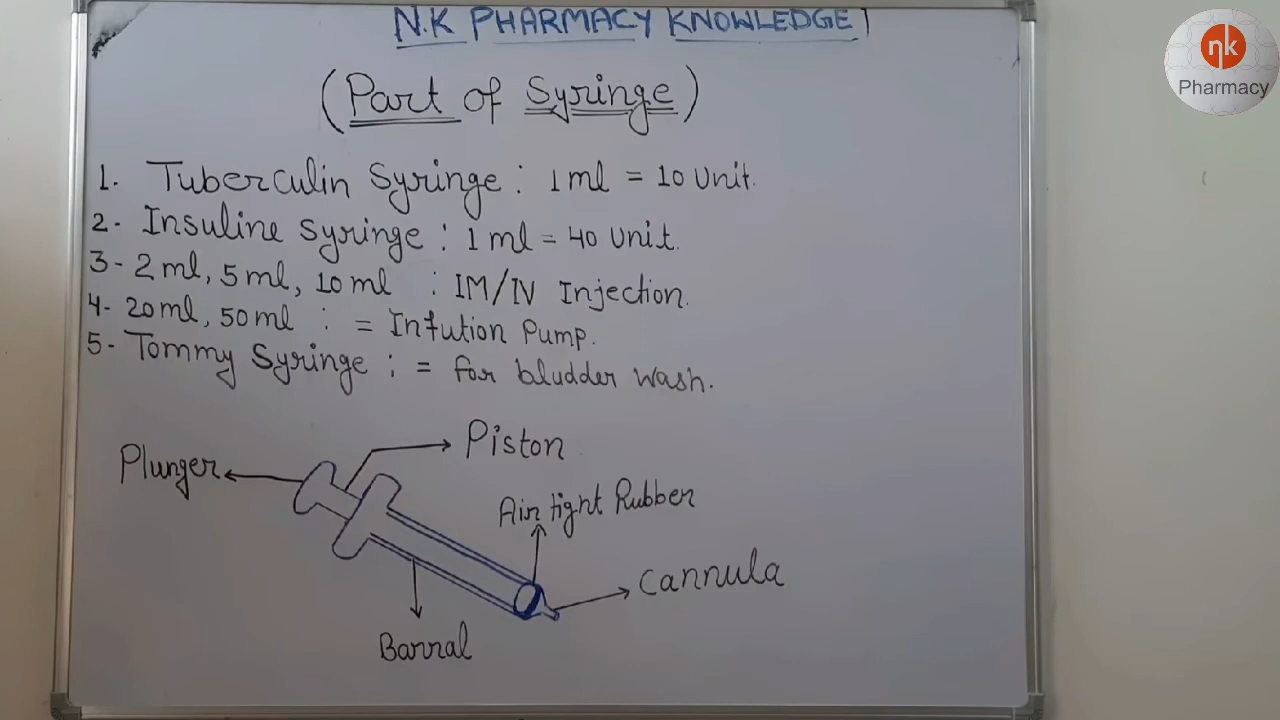 N.K PHARMACY KNOWLEDGE
nk
Pharmacy
(Part of Syringe)
1. Tuberculin Syringe : 1 ml = 10 Unit.
2- Insuline Syringe : 1 ml = 40 Unit.
3- 2 ml, 5 ml, 10 ml : IM/IV Injection.
4- 20 ml, 50 ml : = Infution Pump.
5- Tommy Syringe : = for bludder wash.
Piston
Plunger
Air tight Rubber
Cannula
Barral